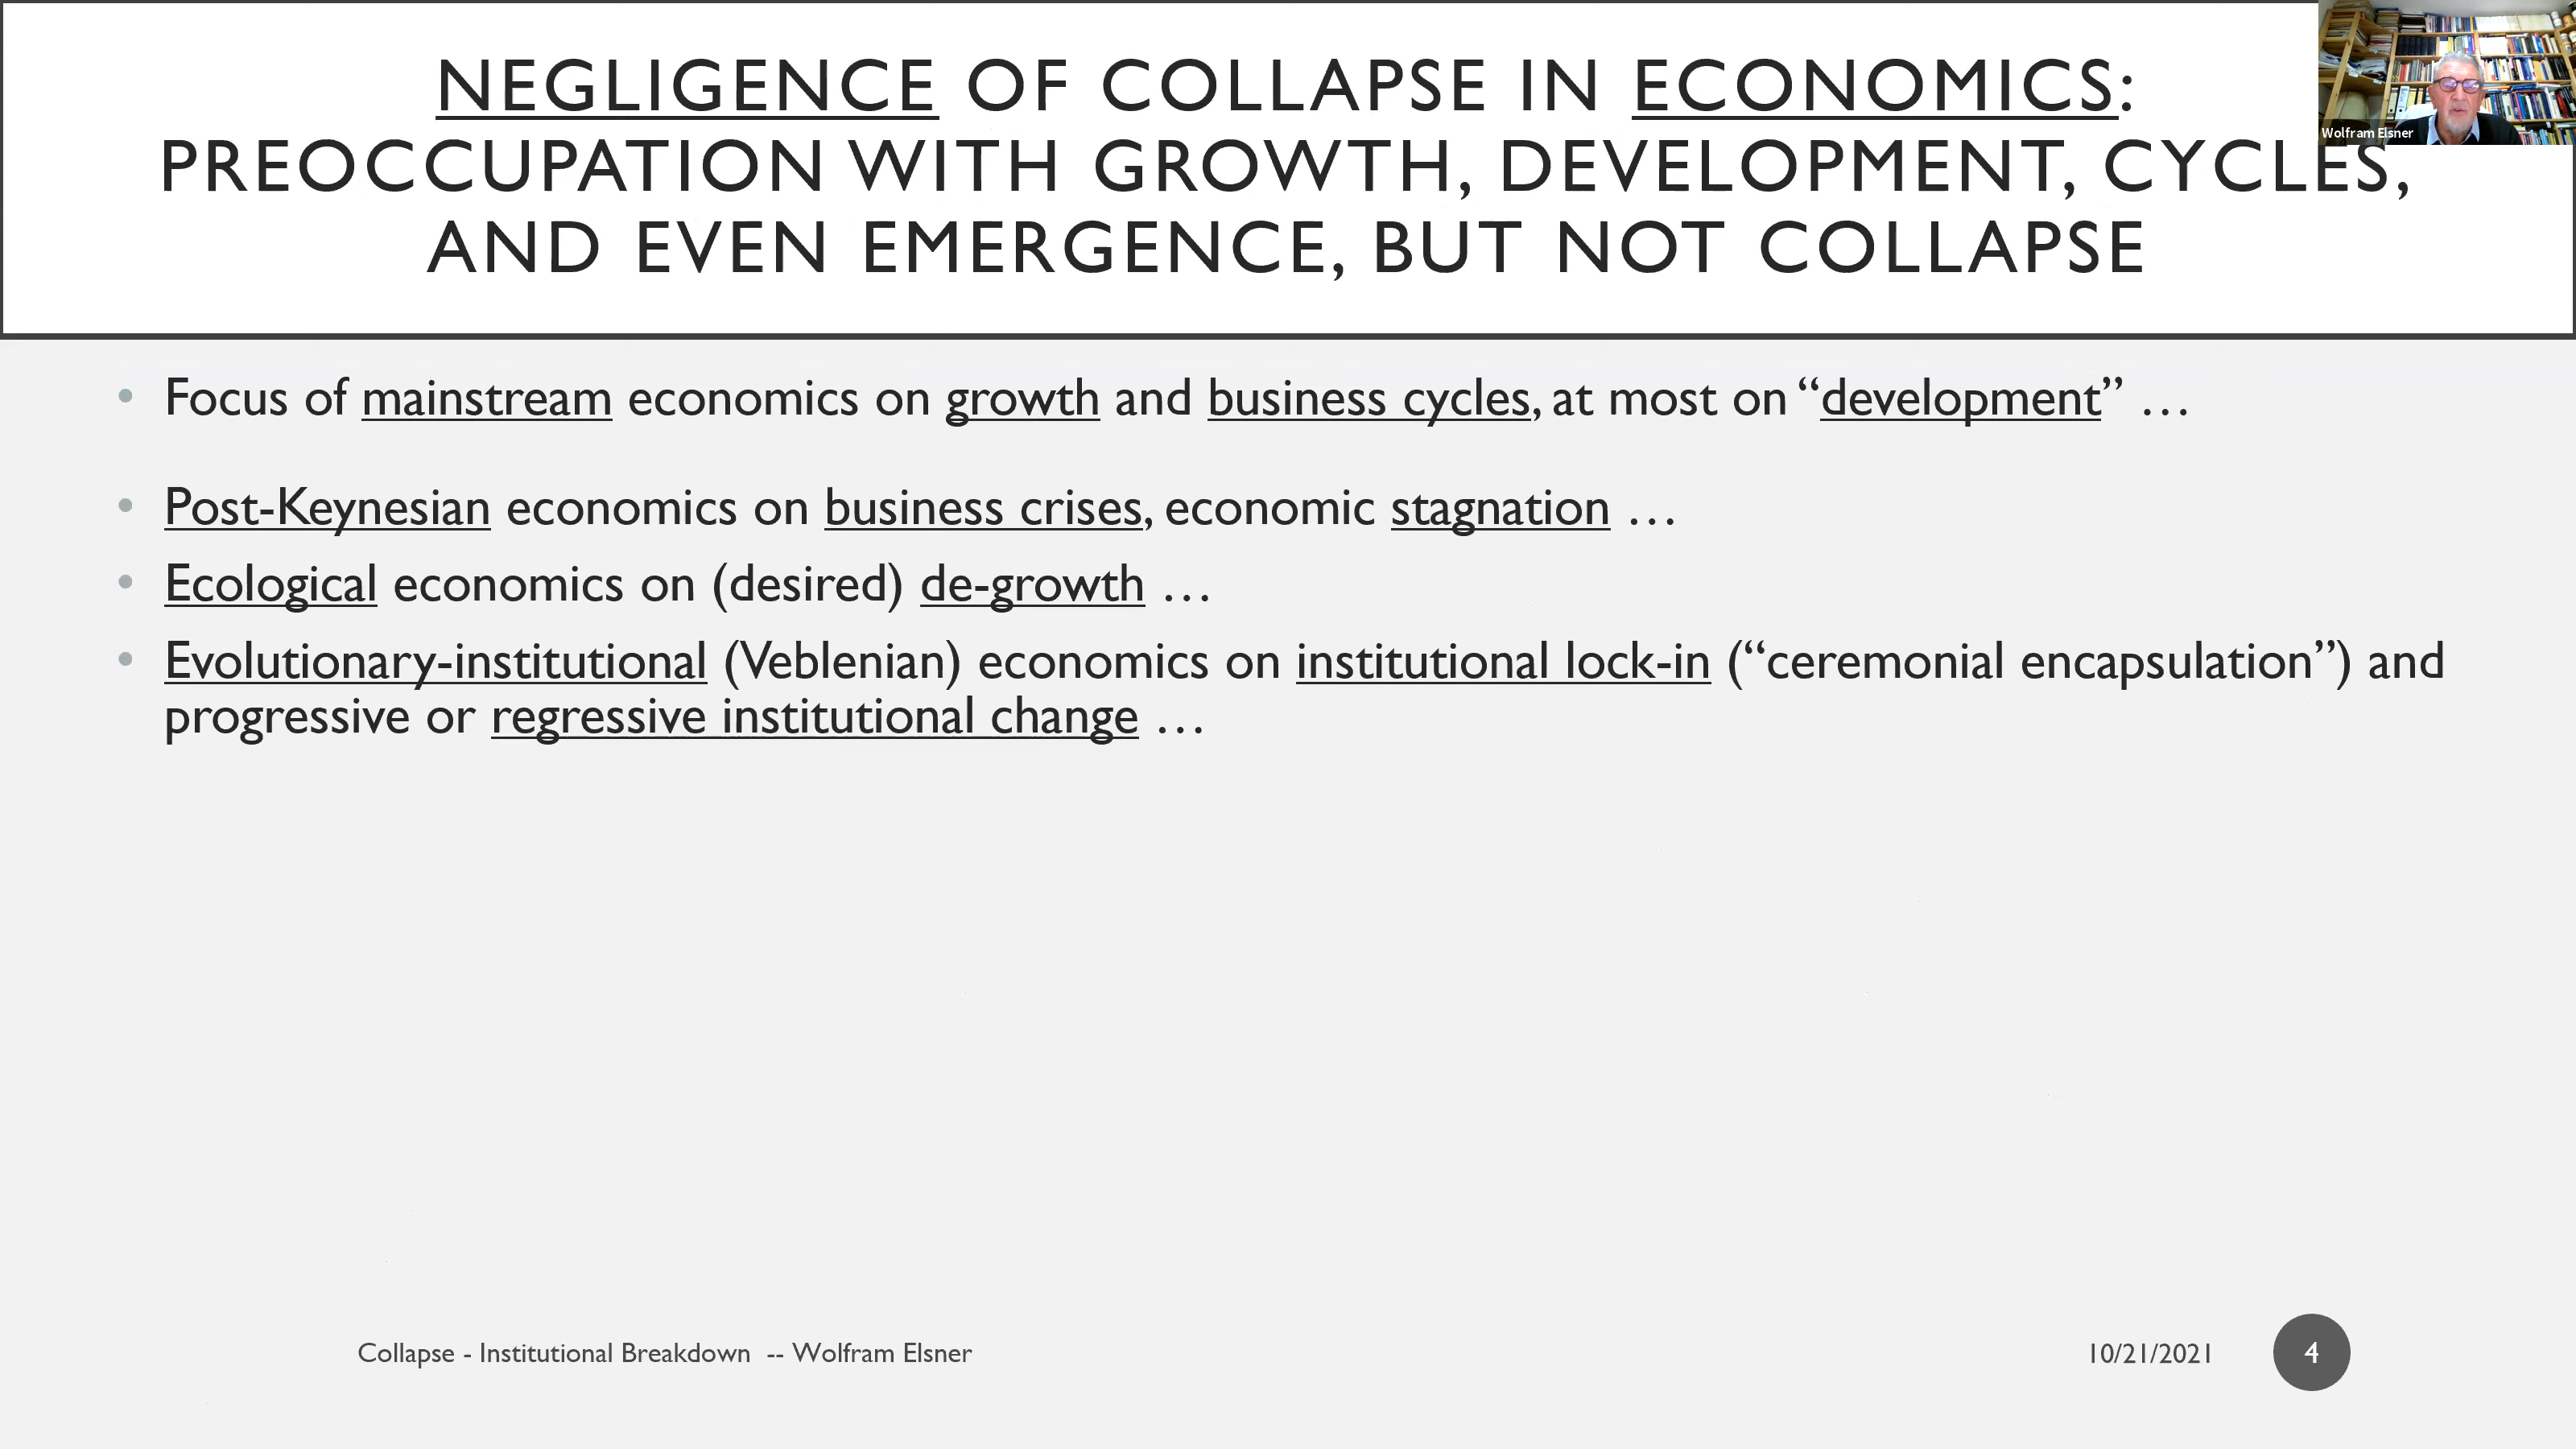 NEGLIGENCE OF COLLAPSE IN ECONOMICS:
PREOCCUPATION WITH GROWTH, DEVELOPMENT, CYCLES,
AND EVEN EMERGENCE, BUT NOT COLLAPSE
Wolfram Elsner
• Focus of mainstream economics on growth and business cycles, at most on “development” …
• Post-Keynesian economics on business crises, economic stagnation …
• Ecological economics on (desired) de-growth …
• Evolutionary-institutional (Veblenian) economics on institutional lock-in (“ceremonial encapsulation”) and
progressive or regressive institutional change …
Collapse - Institutional Breakdown -- Wolfram Elsner
10/21/2021
4